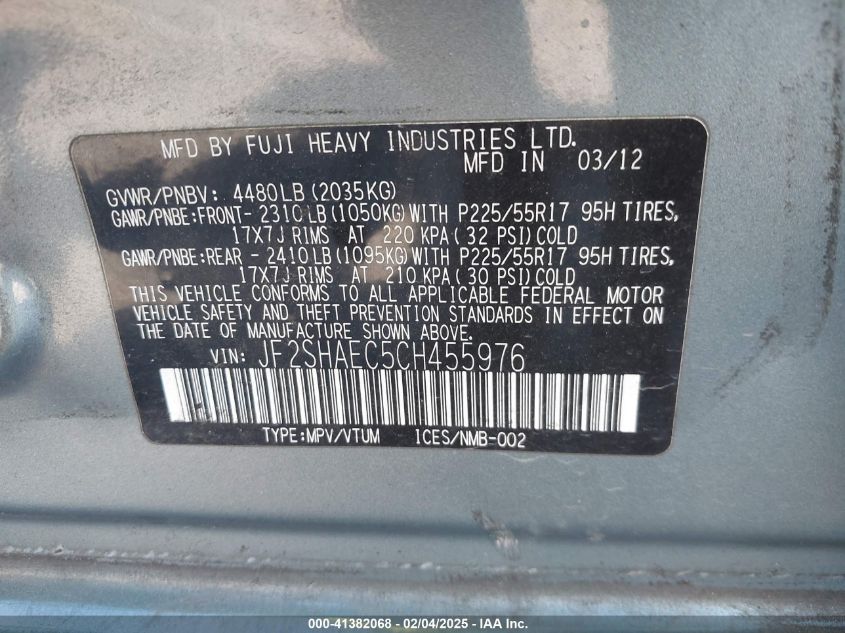 MFD BY FUJI HEAVY INDUSTRIES LTD.
MFD IN 03/12
GVWR/PNBV: 4480LB(2035KG)
GAWR/PNBE:FRONT- 2310LB(1050KG)WITH P225/55R17 95H TIRES,
17X7J RIMS AT 220 KPA(32 PSI)COLD
GAWR/PNBE:REAR - 2410LB(1095KG)WITH P225/55R17 95H TIRES,
17X7J RIMS AT 210 KPA(30 PSI)COLD
THIS VEHICLE CONFORMS TO ALL APPLICABLE FEDERAL MOTOR
VEHICLE SAFETY AND THEFT PREVENTION STANDARDS IN EFFECT ON
THE DATE OF MANUFACTURE SHOWN ABOVE.
VIN: JF2SHAEC5CH455976
TYPE:MPV/VTUM ICES/NMB-002
000-41382068 - 02/04/2025 - IAA Inc.